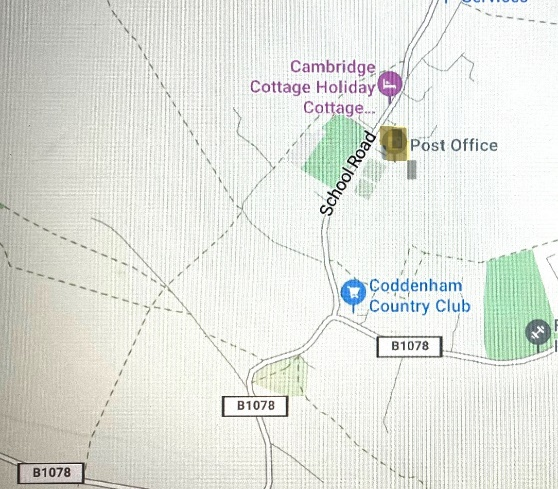 Services
Cambridge
Cottage Holiday
Cottage...
Post Office
School Road
Coddenham
Country Club
B1078
B1078
B1078